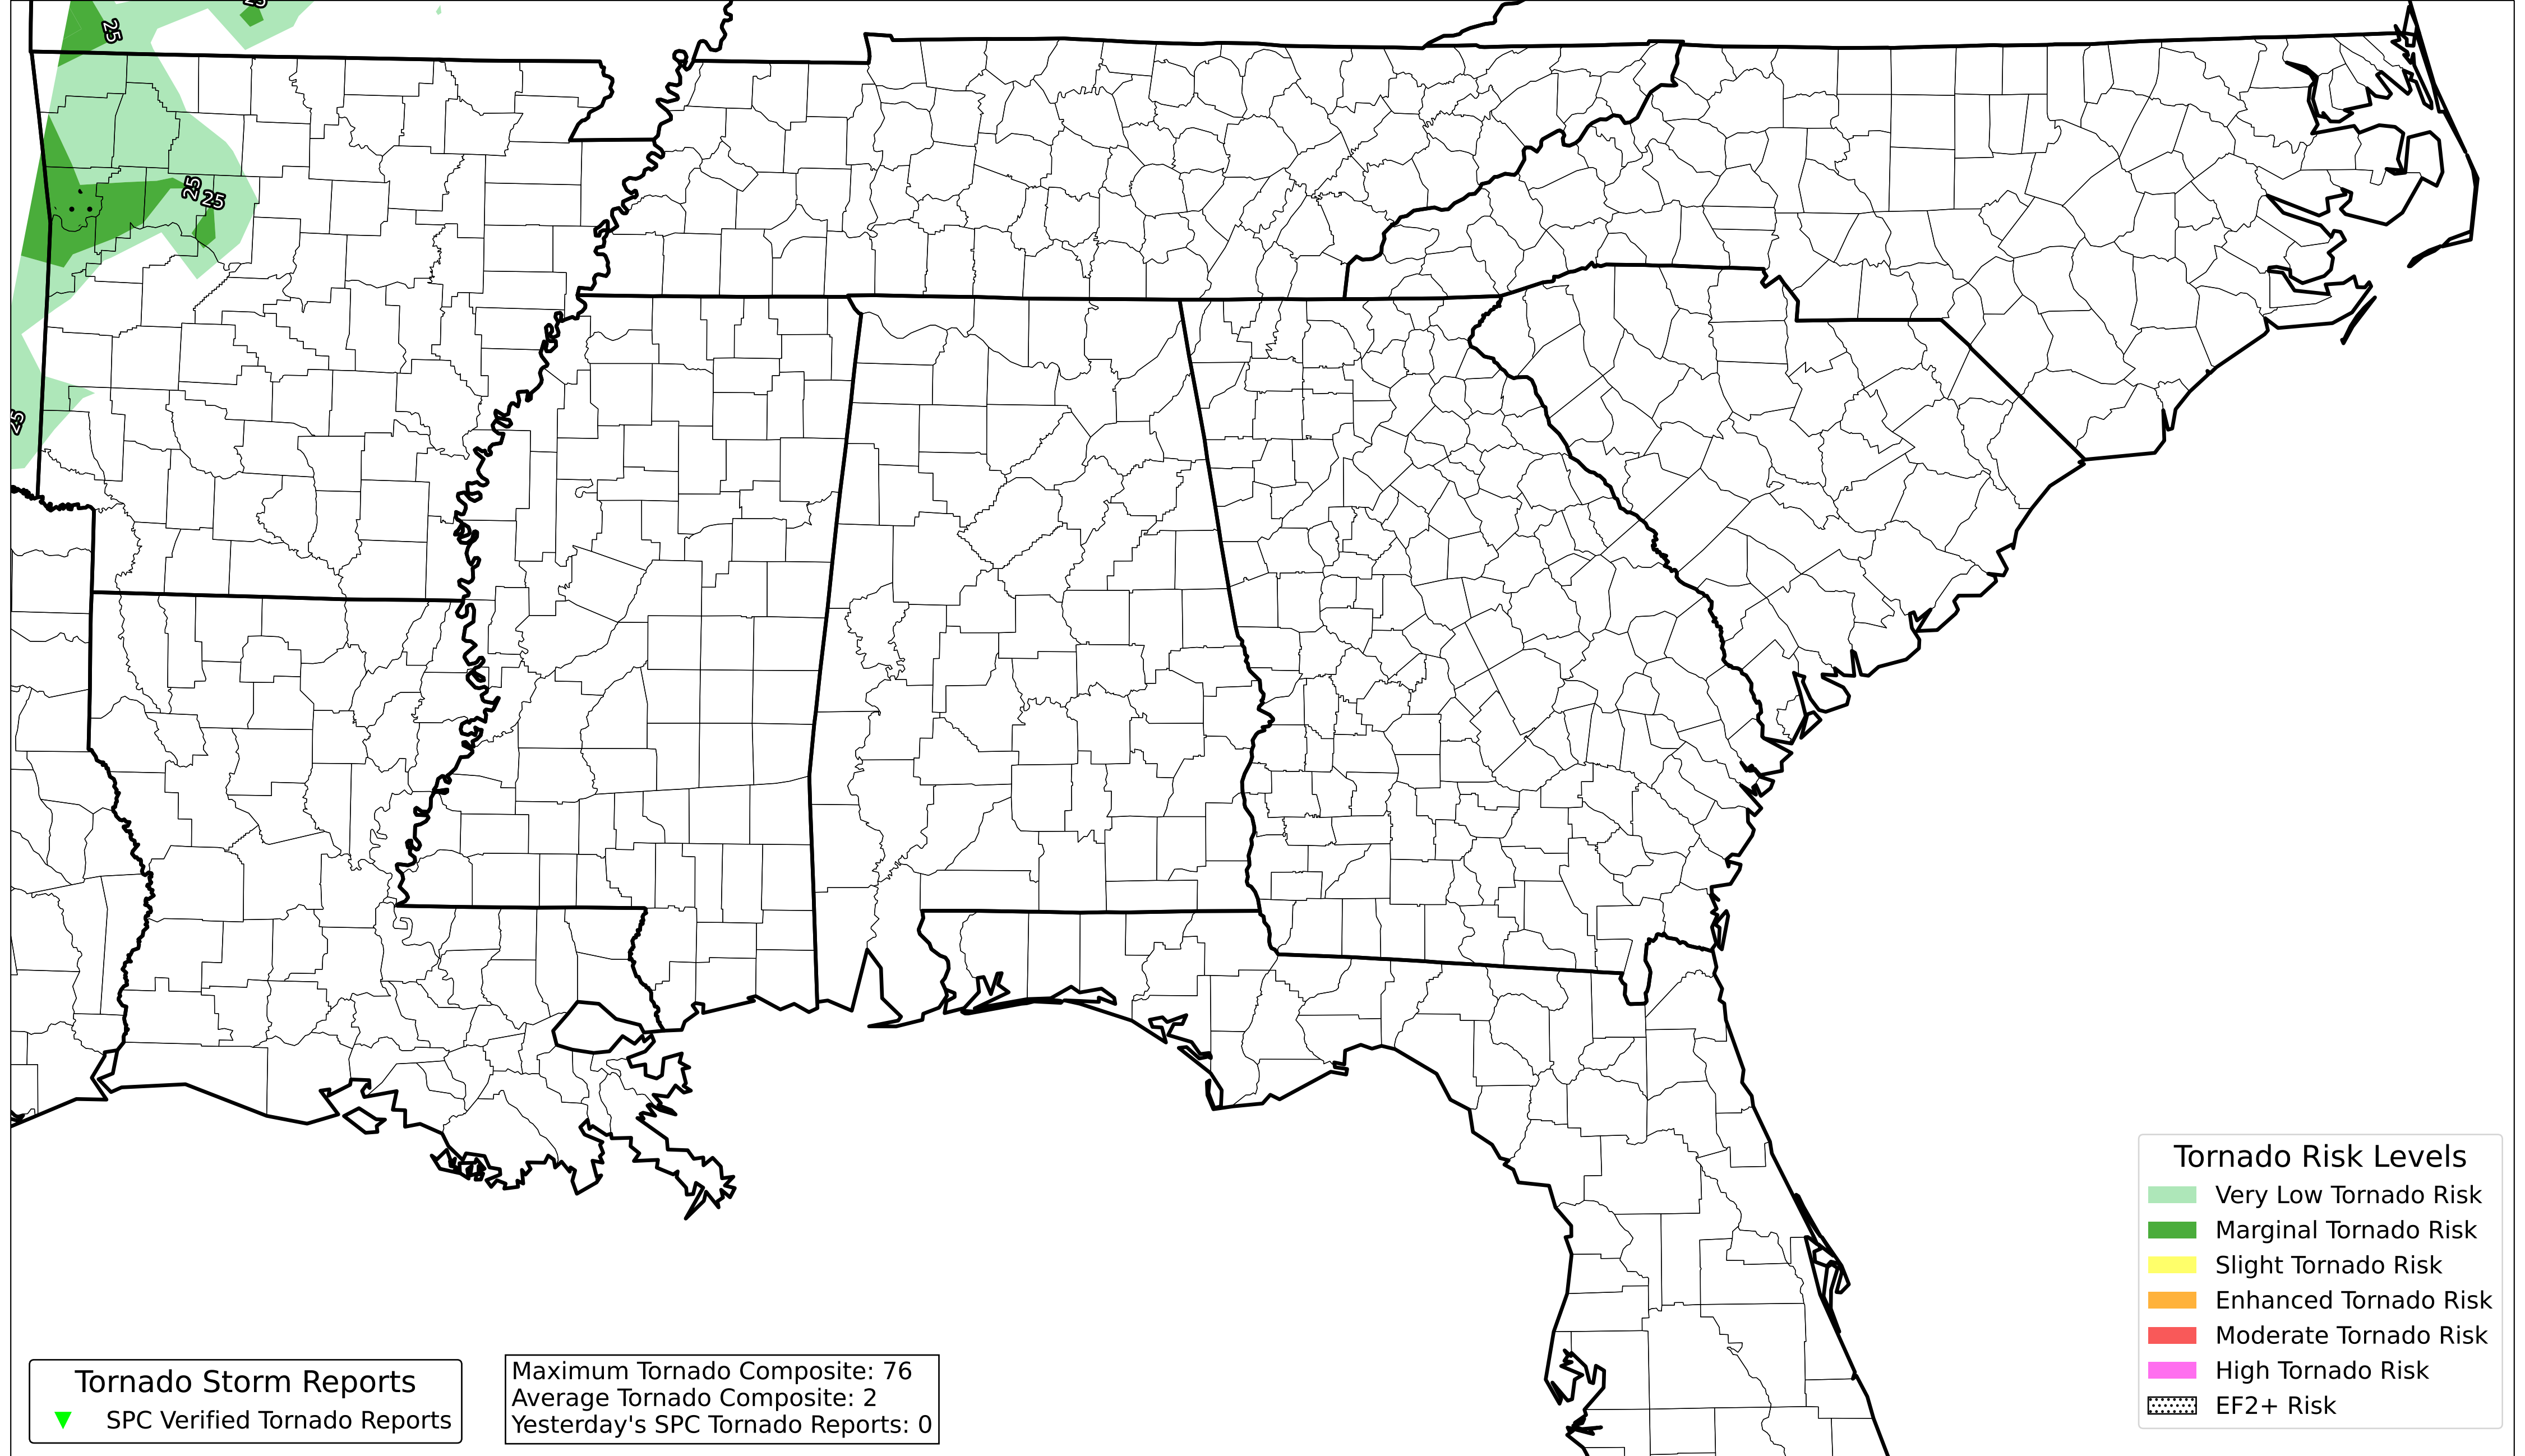 25
25
25
25
25
Tornado Storm Reports
SPC Verified Tornado Reports
Maximum Tornado Composite: 76
Average Tornado Composite: 2
Yesterday's SPC Tornado Reports: 0
Tornado Risk Levels
Very Low Tornado Risk
Marginal Tornado Risk
Slight Tornado Risk
Enhanced Tornado Risk
Moderate Tornado Risk
High Tornado Risk
EF2+ Risk